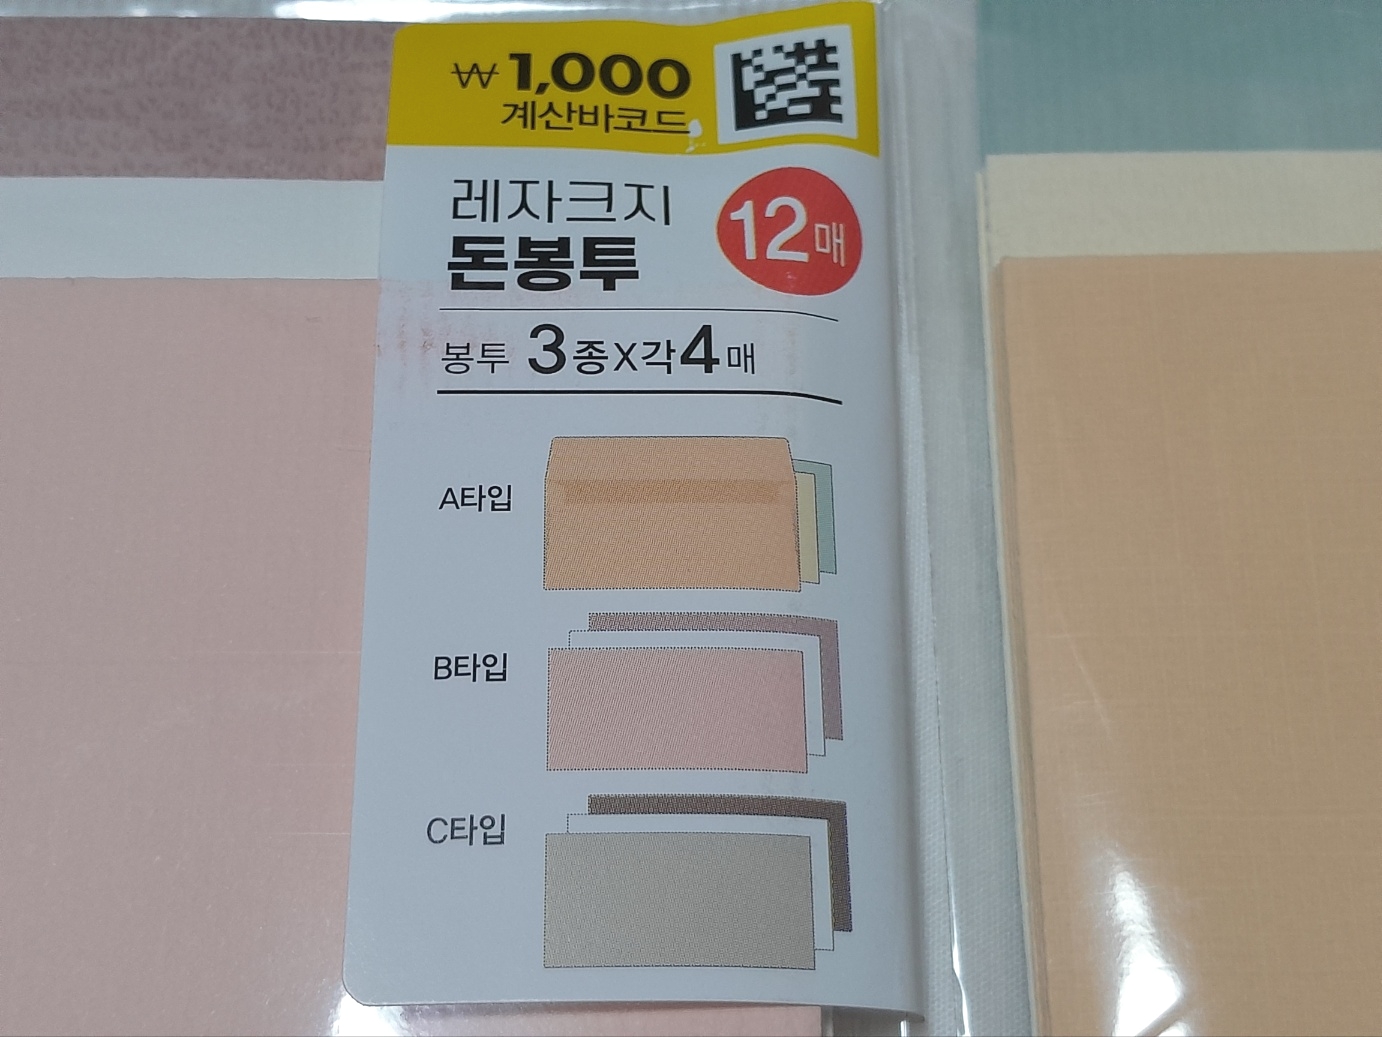 ₩1,000
계산바코드
레자크지
돈봉투
12매
봉투 3종X각4매
A타입
B타입
C타입